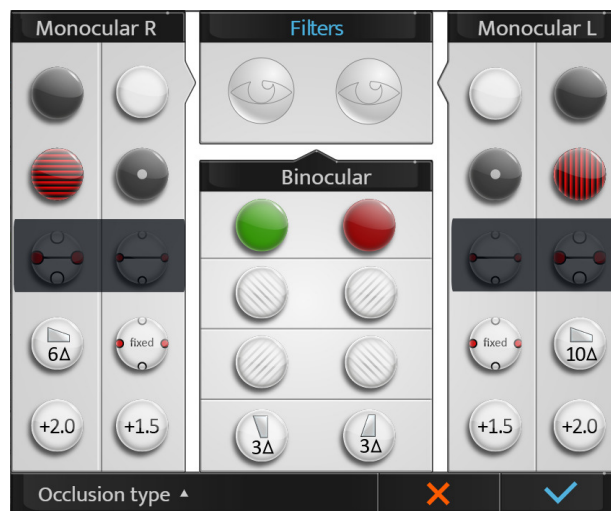 Monocular R
Filters
Monocular L
Binocular
6Δ
fixed
fixed
10Δ
+2.0
+1.5
3Δ
3Δ
+1.5
+2.0
Occlusion type